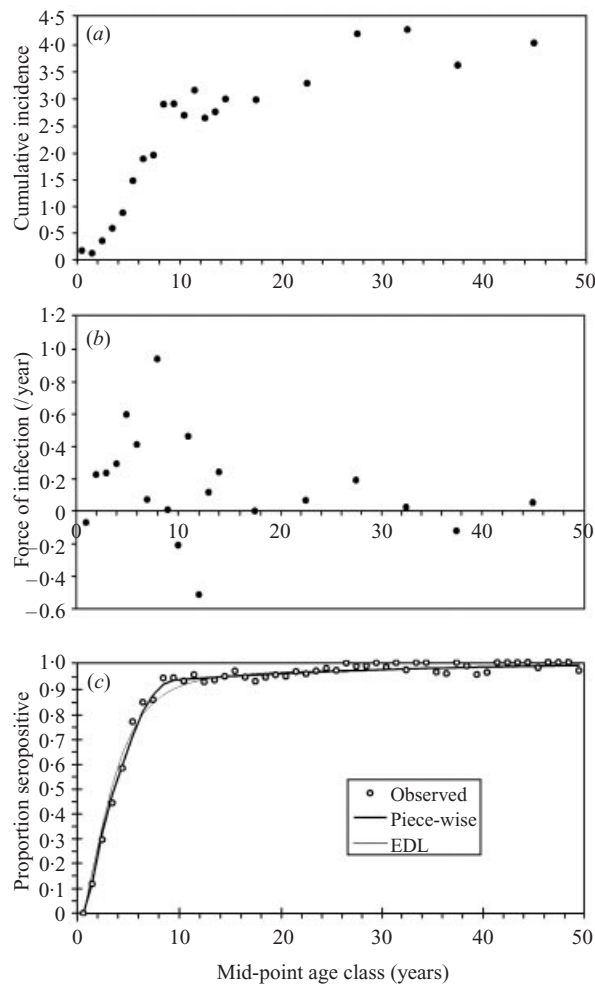 (a)
Cumulative incidence
4·5
4·0
3·5
3·0
2·5
2·0
1·5
1·0
0·5
0
0 10 20 30 40 50
(b)
Force of infection (/year)
1·2
1·0
0·8
0·6
0·4
0·2
0
−0·2
−0·4
−0·6
0 10 20 30 40 50
(c)
Proportion seropositive
1·0
0·9
0·8
0·7
0·6
0·5
0·4
0·3
0·2
0·1
0
Observed
Piece-wise
EDL
0 10 20 30 40 50
Mid-point age class (years)